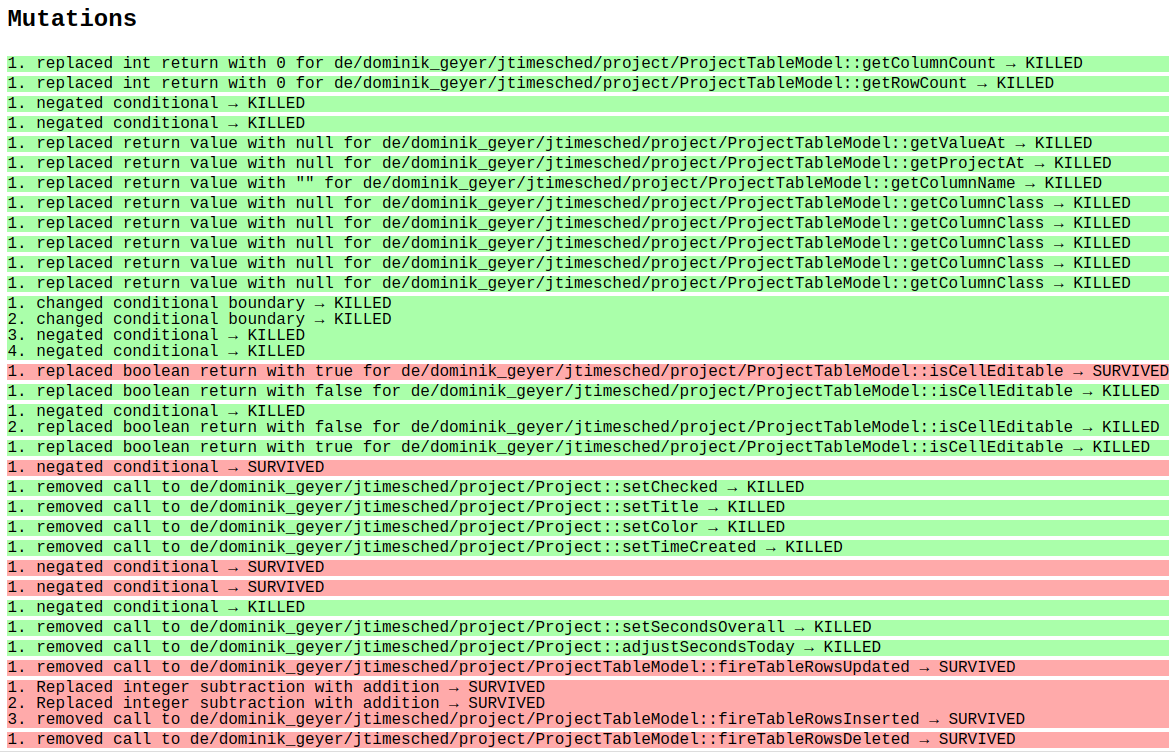 Mutations
1. replaced int return with 0 for de/dominik_geyer/jtimesched/project/ProjectTableModel::getColumnCount → KILLED
1. replaced int return with 0 for de/dominik_geyer/jtimesched/project/ProjectTableModel::getRowCount → KILLED
1. negated conditional → KILLED
1. negated conditional → KILLED
1. replaced return value with null for de/dominik_geyer/jtimesched/project/ProjectTableModel::getValueAt → KILLED
1. replaced return value with null for de/dominik_geyer/jtimesched/project/ProjectTableModel::getProjectAt → KILLED
1. replaced return value with "" for de/dominik_geyer/jtimesched/project/ProjectTableModel::getColumnName → KILLED
1. replaced return value with null for de/dominik_geyer/jtimesched/project/ProjectTableModel::getColumnClass → KILLED
1. replaced return value with null for de/dominik_geyer/jtimesched/project/ProjectTableModel::getColumnClass → KILLED
1. replaced return value with null for de/dominik_geyer/jtimesched/project/ProjectTableModel::getColumnClass → KILLED
1. replaced return value with null for de/dominik_geyer/jtimesched/project/ProjectTableModel::getColumnClass → KILLED
1. replaced return value with null for de/dominik_geyer/jtimesched/project/ProjectTableModel::getColumnClass → KILLED
1. changed conditional boundary → KILLED
2. changed conditional boundary → KILLED
3. negated conditional → KILLED
4. negated conditional → KILLED
1. replaced boolean return with true for de/dominik_geyer/jtimesched/project/ProjectTableModel::isCellEditable → SURVIVED
1. replaced boolean return with false for de/dominik_geyer/jtimesched/project/ProjectTableModel::isCellEditable → KILLED
1. negated conditional → KILLED
2. replaced boolean return with false for de/dominik_geyer/jtimesched/project/ProjectTableModel::isCellEditable → KILLED
1. replaced boolean return with true for de/dominik_geyer/jtimesched/project/ProjectTableModel::isCellEditable → KILLED
1. negated conditional → SURVIVED
1. removed call to de/dominik_geyer/jtimesched/project/Project::setChecked → KILLED
1. removed call to de/dominik_geyer/jtimesched/project/Project::setTitle → KILLED
1. removed call to de/dominik_geyer/jtimesched/project/Project::setColor → KILLED
1. removed call to de/dominik_geyer/jtimesched/project/Project::setTimeCreated → KILLED
1. negated conditional → SURVIVED
1. negated conditional → SURVIVED
1. negated conditional → KILLED
1. removed call to de/dominik_geyer/jtimesched/project/Project::setSecondsOverall → KILLED
1. removed call to de/dominik_geyer/jtimesched/project/Project::adjustSecondsToday → KILLED
1. removed call to de/dominik_geyer/jtimesched/project/ProjectTableModel::fireTableRowsUpdated → SURVIVED
1. Replaced integer subtraction with addition → SURVIVED
2. Replaced integer subtraction with addition → SURVIVED
3. removed call to de/dominik_geyer/jtimesched/project/ProjectTableModel::fireTableRowsInserted → SURVIVED
1. removed call to de/dominik_geyer/jtimesched/project/ProjectTableModel::fireTableRowsDeleted → SURVIVED